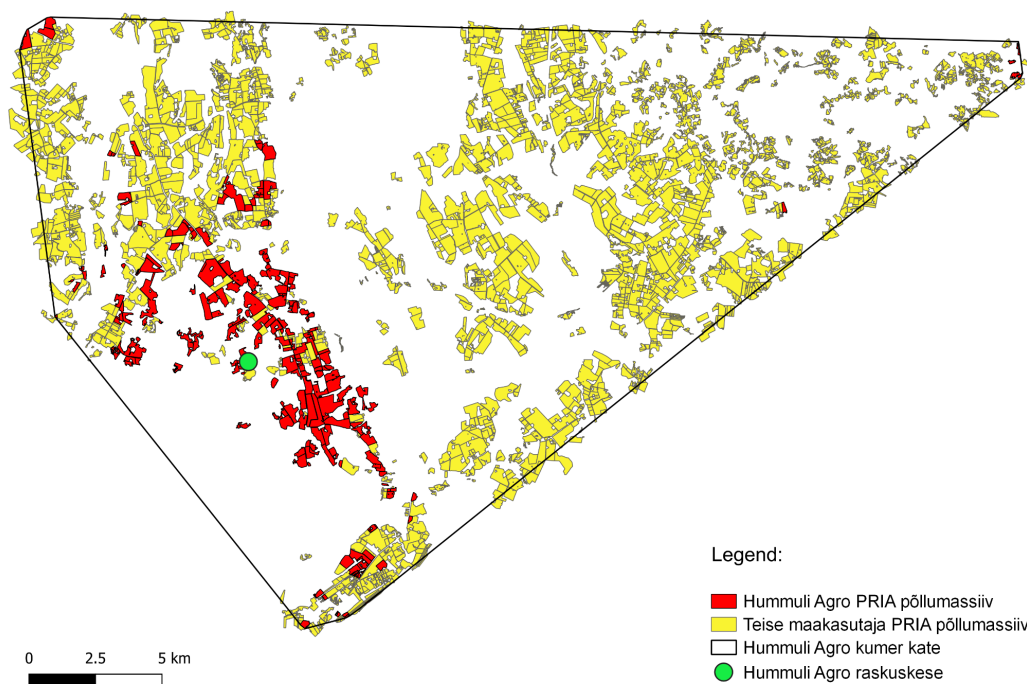 Legend:
Hummuli Agro PRIA põllumassiiv
Teise maakasutaja PRIA põllumassiiv
Hummuli Agro kumer kate
Hummuli Agro raskuskese
0 2.5 5 km